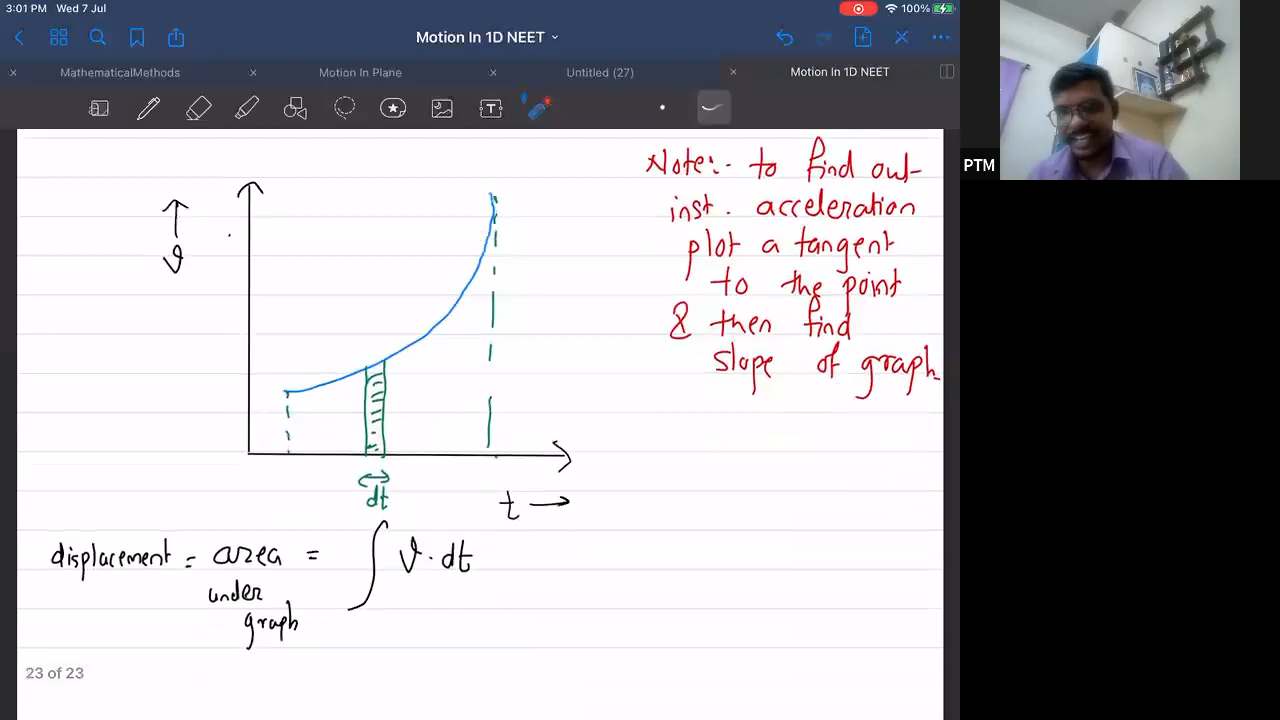 3:01 PM Wed 7 Jul
100%
Motion In 1D NEET
MathematicalMethods
Motion In Plane
Untitled (27)
Motion In 1D NEET
T
PTM
Note:- to find out
inst. acceleration
plot a tangent
to the point
& then find
slope of graph.
v
dt
t →
displacement = area = ∫ v · dt
under
graph
23 of 23